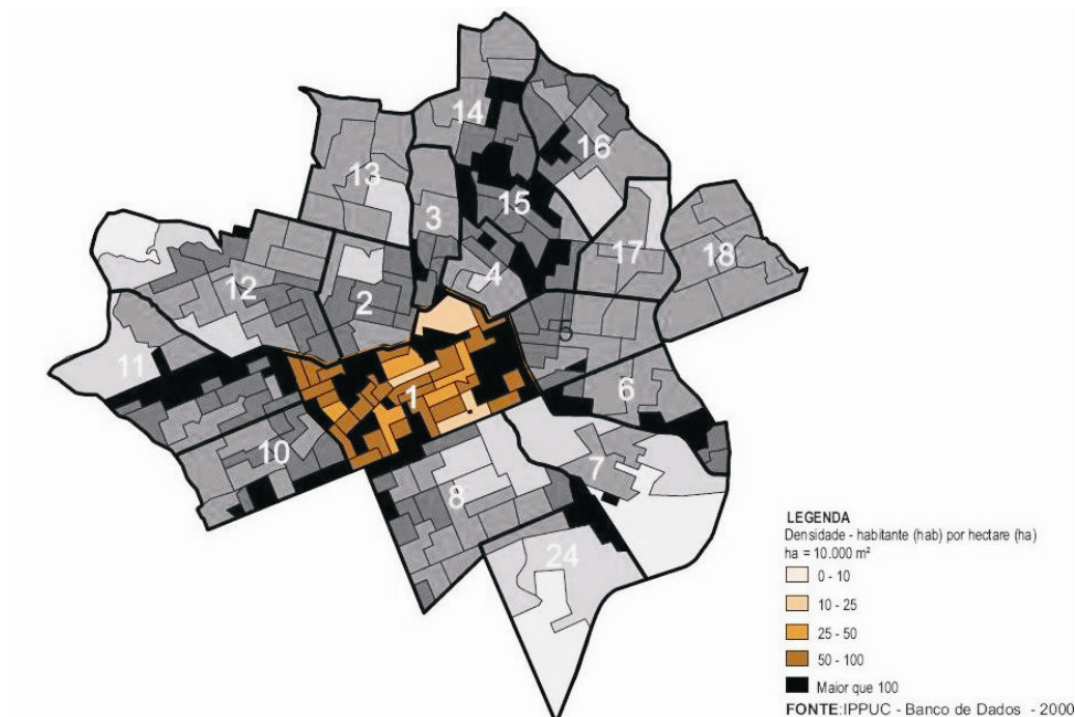 14
16
13
3
15
17
18
4
12
2
5
11
1
6
10
7
8
24
LEGENDA
Densidade - habitante (hab) por hectare (ha)
ha = 10.000 m²
0 - 10
10 - 25
25 - 50
50 - 100
Maior que 100
FONTE:IPPUC - Banco de Dados - 2000